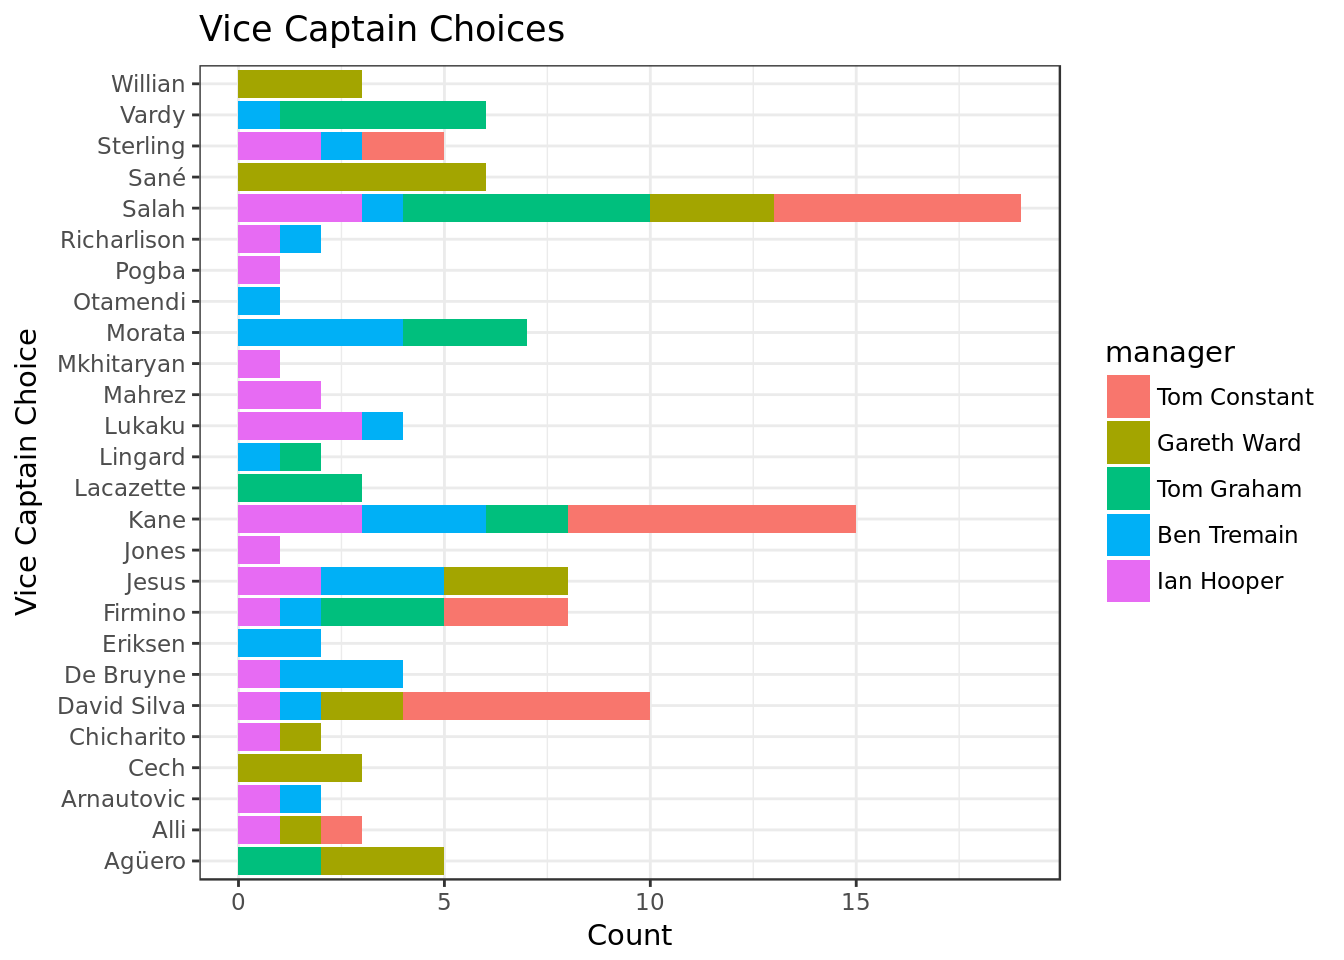 Vice Captain Choices
Vice Captain Choice
Willian
Vardy
Sterling
Sané
Salah
Richarlison
Pogba
Otamendi
Morata
Mkhitaryan
Mahrez
Lukaku
Lingard
Lacazette
Kane
Jones
Jesus
Firmino
Eriksen
De Bruyne
David Silva
Chicharito
Cech
Arnautovic
Alli
Agüero
0 5 10 15
Count
manager
Tom Constant
Gareth Ward
Tom Graham
Ben Tremain
Ian Hooper